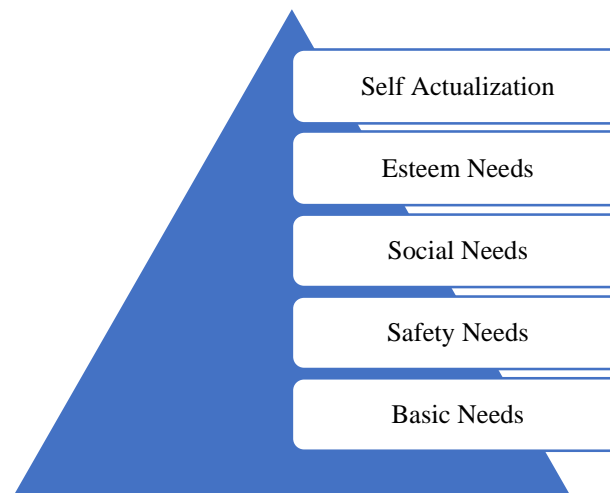 Self Actualization
Esteem Needs
Social Needs
Safety Needs
Basic Needs